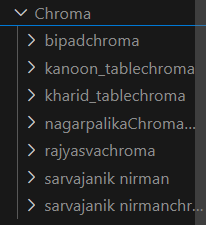 Chroma
bipadchroma
kanoon_tablechroma
kharid_tablechroma
nagarpalikaChroma...
rajyasvachroma
sarvajanik nirman
sarvajanik nirmanchr...